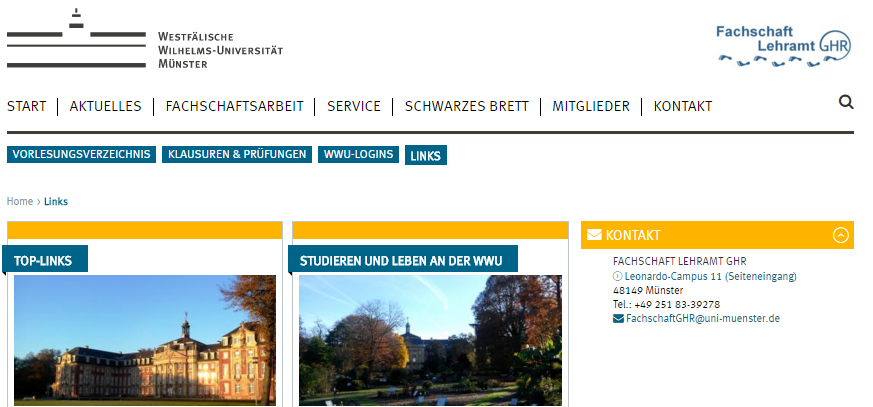 WESTFÄLISCHE
WILHELMS-UNIVERSITÄT
MÜNSTER
Fachschaft
Lehramt GHR
START
AKTUELLES
FACHSCHAFTSARBEIT
SERVICE
SCHWARZES BRETT
MITGLIEDER
KONTAKT
VORLESUNGSVERZEICHNIS
KLAUSUREN & PRÜFUNGEN
WWU-LOGINS
LINKS
Home › Links
TOP-LINKS
STUDIEREN UND LEBEN AN DER WWU
KONTAKT
FACHSCHAFT LEHRAMT GHR
Leonardo-Campus 11 (Seiteneingang)
48149 Münster
Tel.: +49 251 83-39278
FachschaftGHR@uni-muenster.de